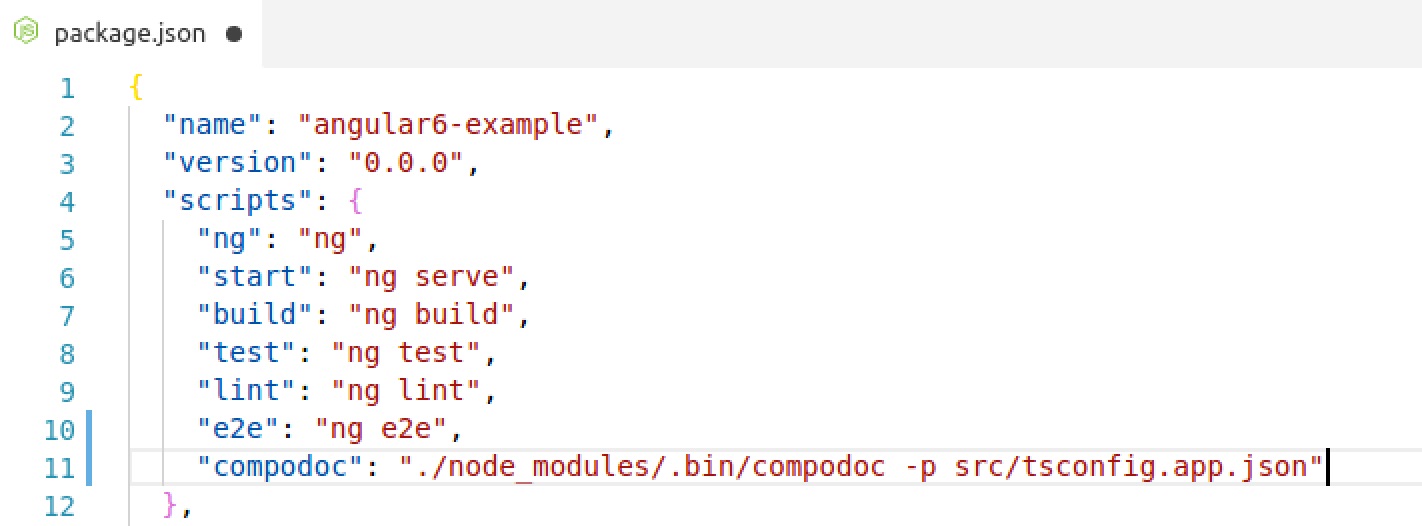 package.json
1 {
2 "name": "angular6-example",
3 "version": "0.0.0",
4 "scripts": {
5 "ng": "ng",
6 "start": "ng serve",
7 "build": "ng build",
8 "test": "ng test",
9 "lint": "ng lint",
10 "e2e": "ng e2e",
11 "compodoc": "./node_modules/.bin/compodoc -p src/tsconfig.app.json"
12 },